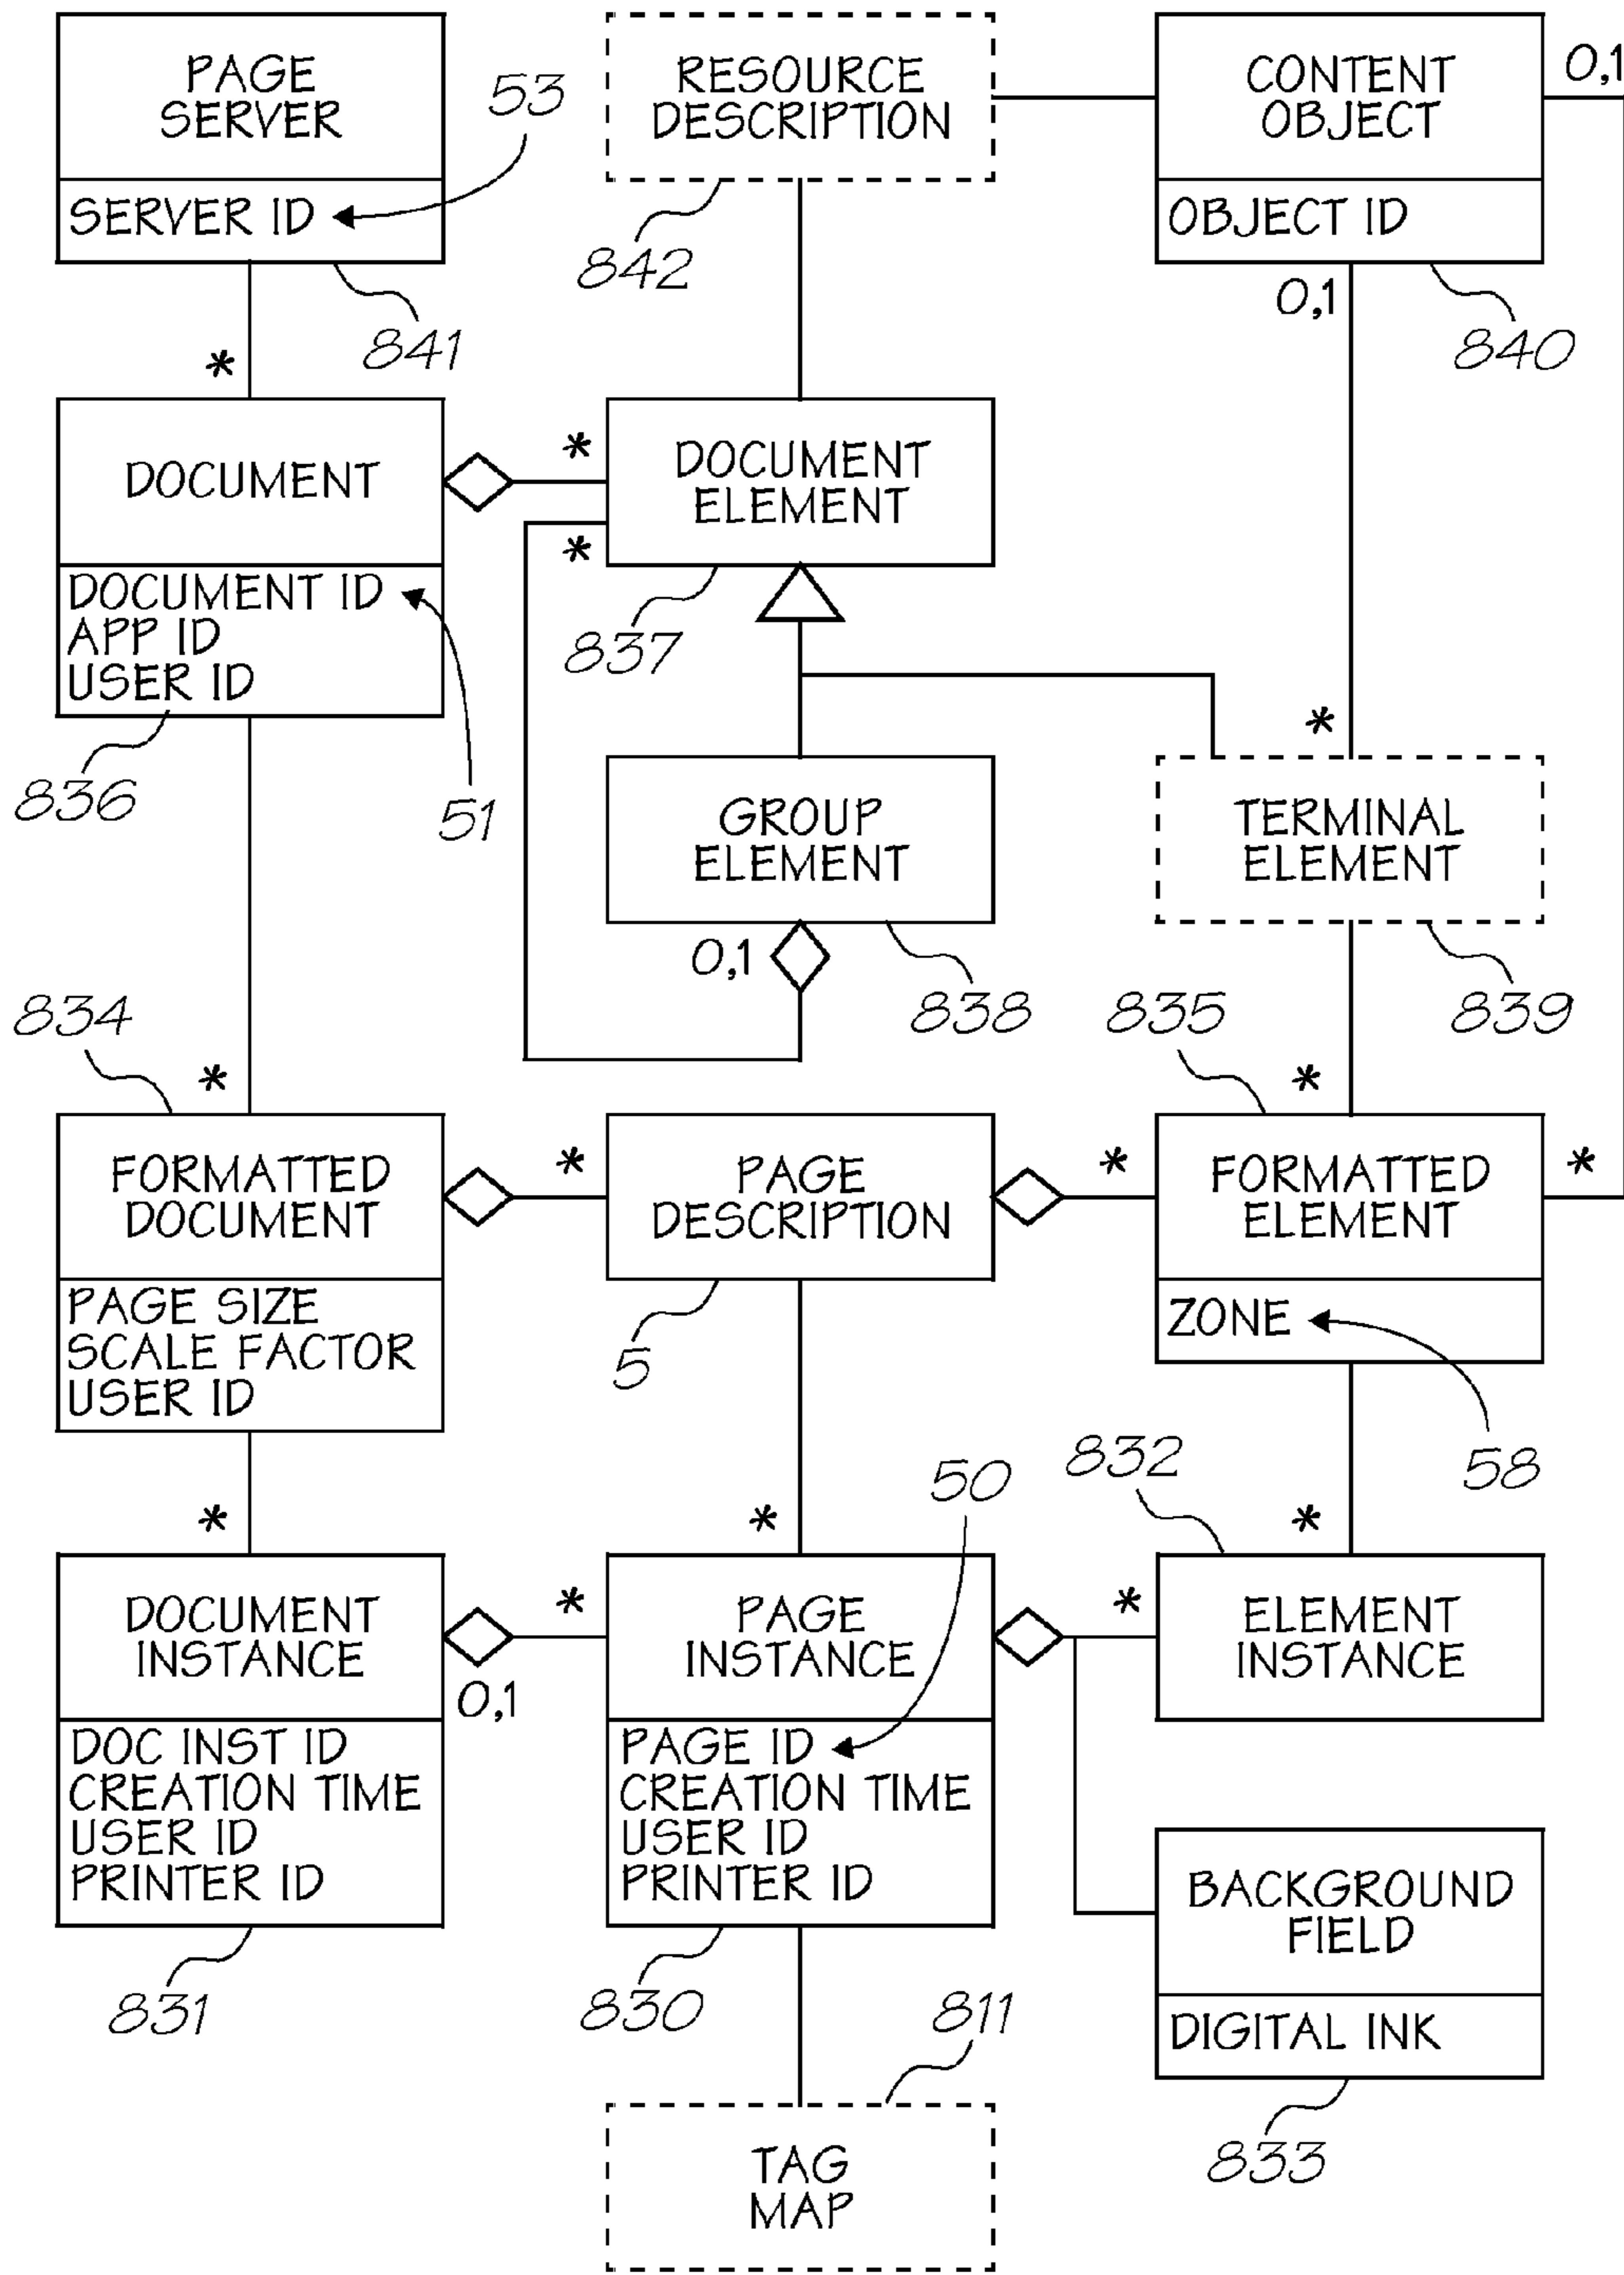 PAGE
SERVER
SERVER ID
53
841
RESOURCE
DESCRIPTION
842
CONTENT
OBJECT
OBJECT ID
0,1
0,1
840
*
DOCUMENT
DOCUMENT ID
APP ID
USER ID
836
51
*
*
DOCUMENT
ELEMENT
837
GROUP
ELEMENT
0,1
838
*
TERMINAL
ELEMENT
839
834
*
FORMATTED
DOCUMENT
PAGE SIZE
SCALE FACTOR
USER ID
*
PAGE
DESCRIPTION
5
835
*
*
*
FORMATTED
ELEMENT
ZONE
58
*
DOCUMENT
INSTANCE
DOC INST ID
CREATION TIME
USER ID
PRINTER ID
831
0,1
*
*
50
PAGE
INSTANCE
PAGE ID
CREATION TIME
USER ID
PRINTER ID
830
832
*
*
ELEMENT
INSTANCE
BACKGROUND
FIELD
DIGITAL INK
833
811
TAG
MAP